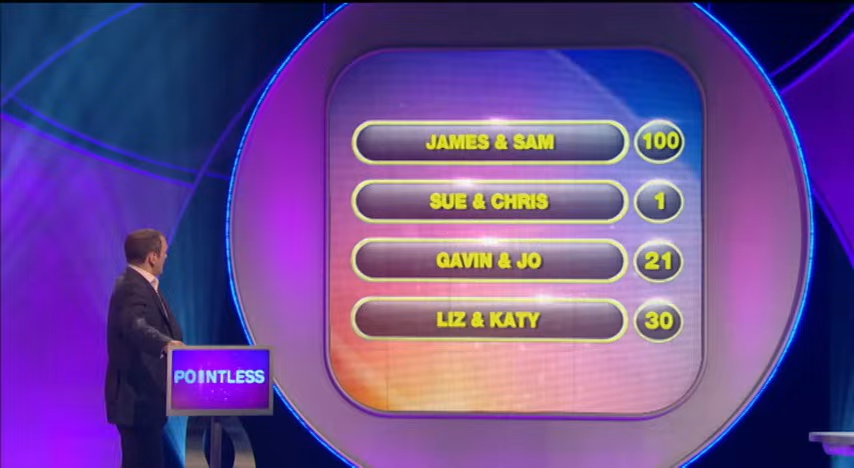 JAMES & SAM 100
SUE & CHRIS 1
GAVIN & JO 21
LIZ & KATY 30
POINTLESS